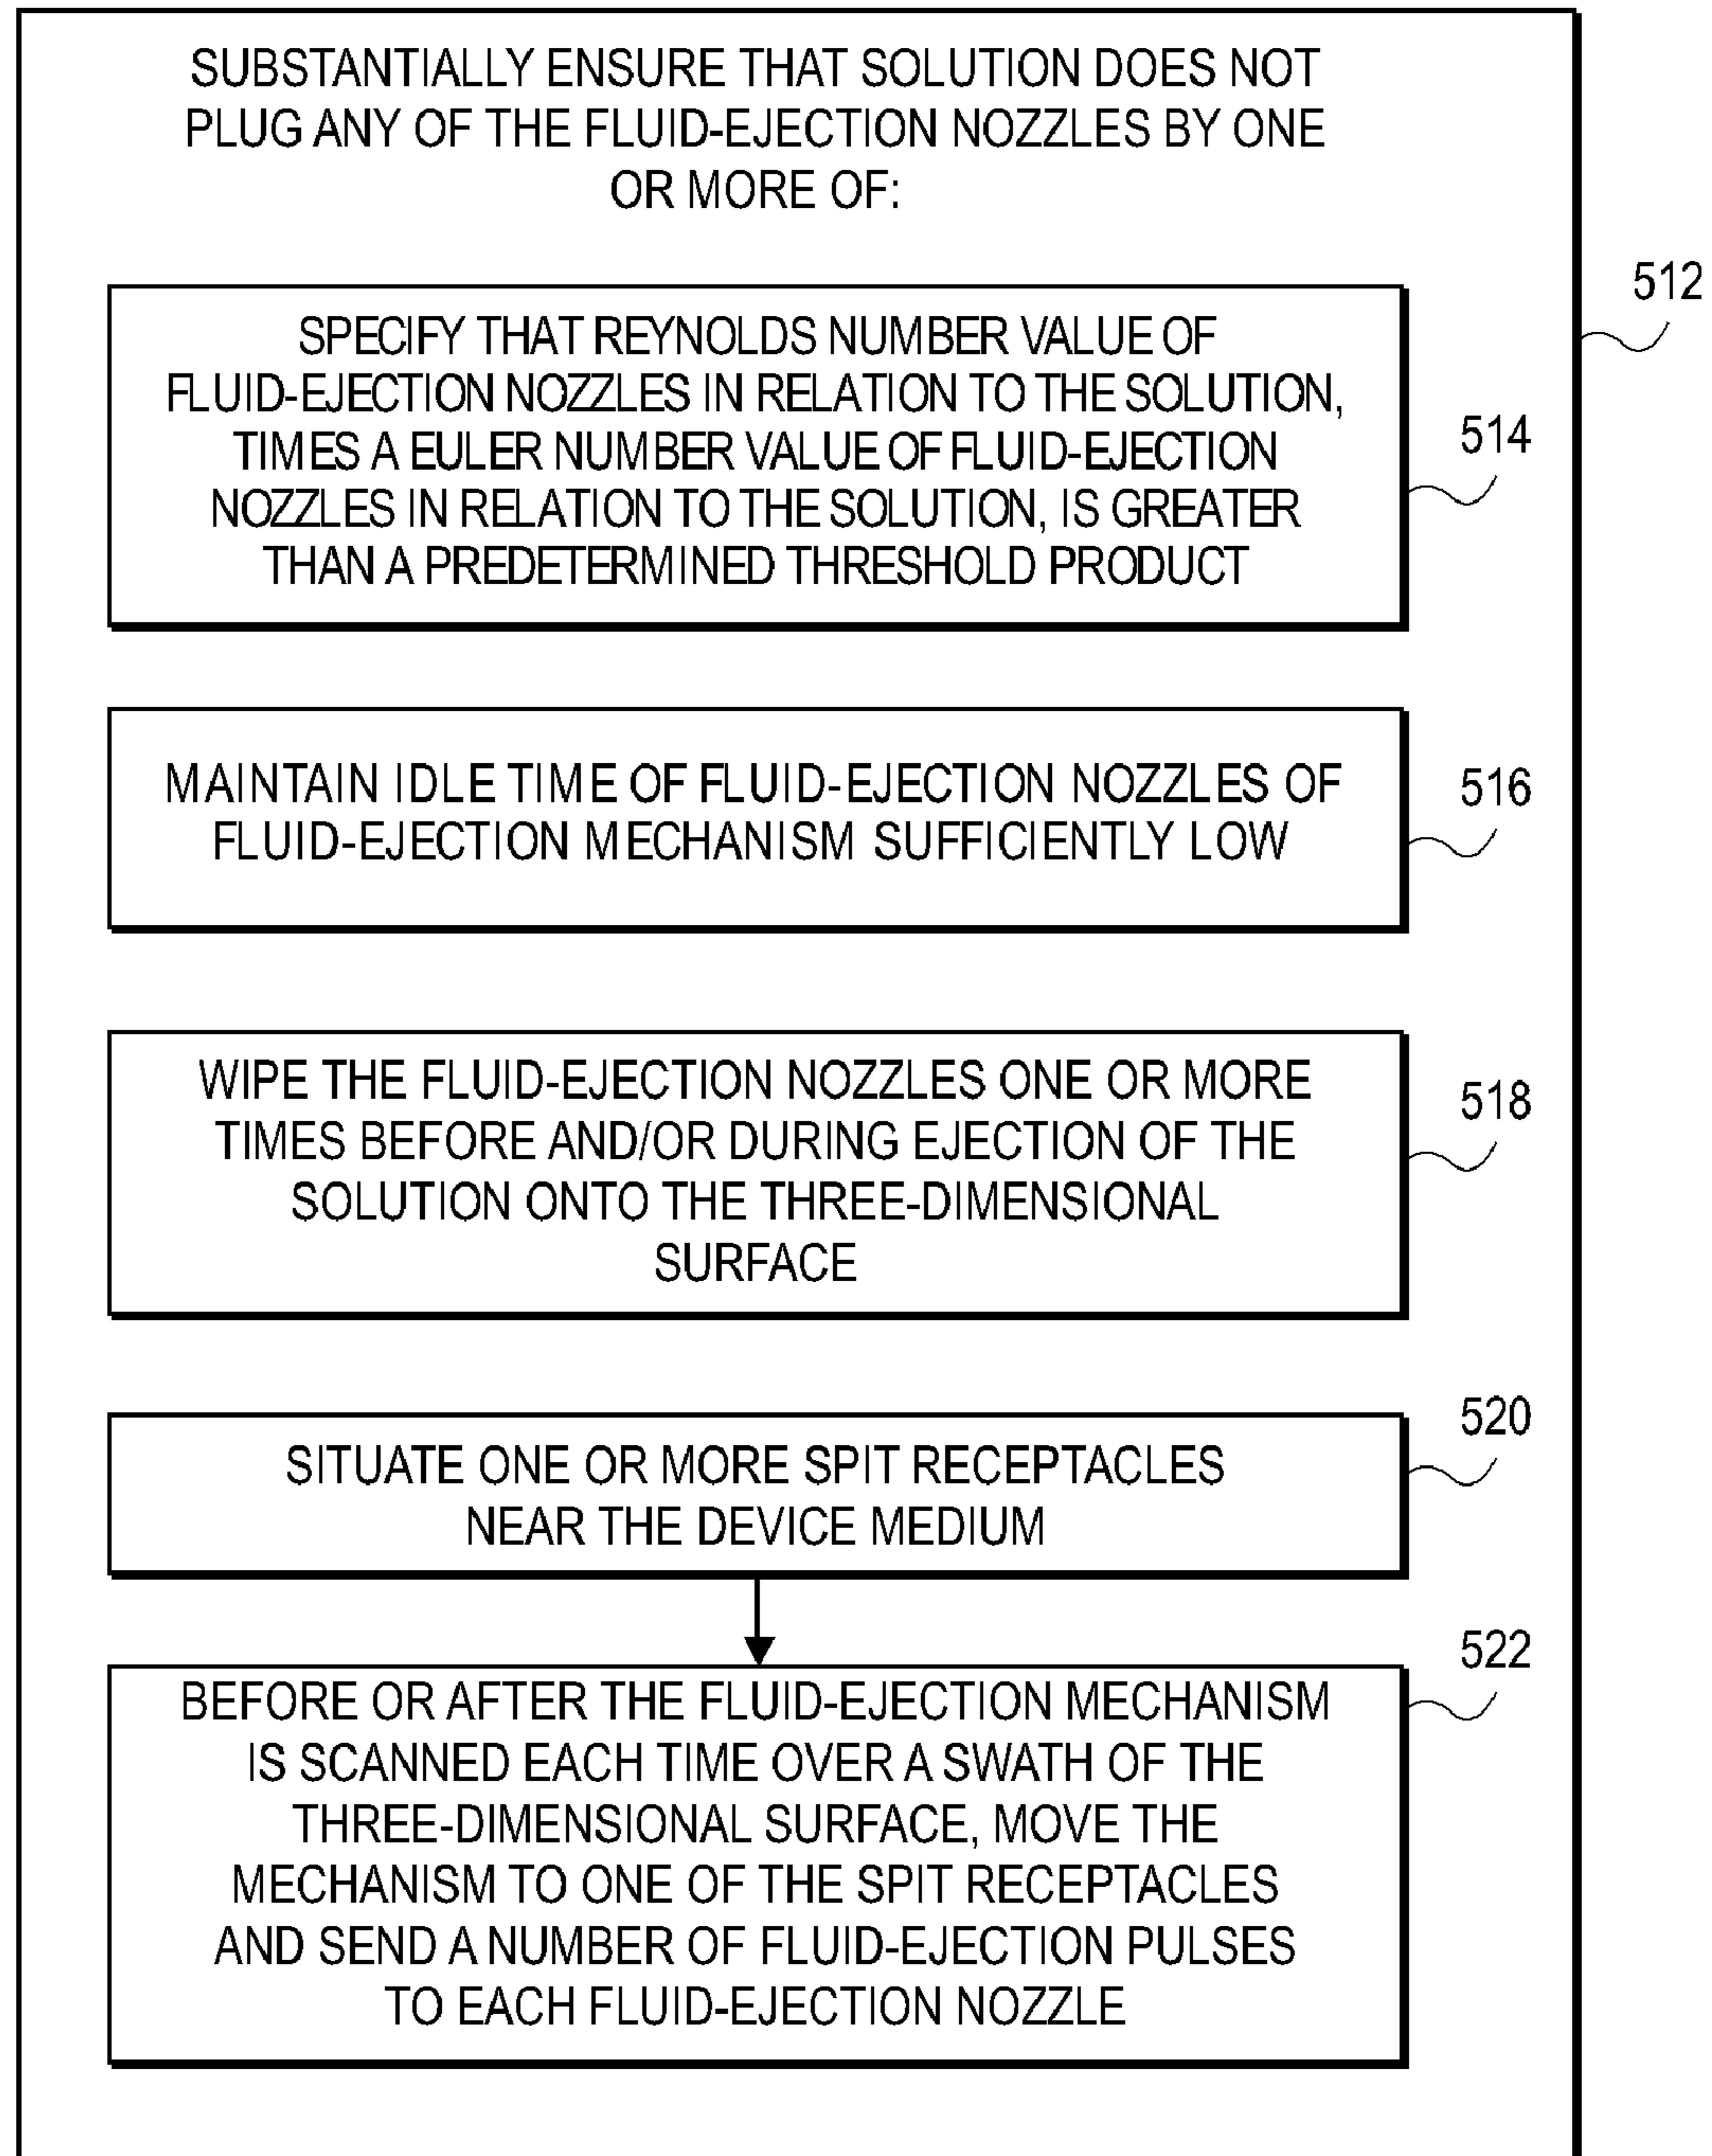 SUBSTANTIALLY ENSURE THAT SOLUTION DOES NOT
PLUG ANY OF THE FLUID-EJECTION NOZZLES BY ONE
OR MORE OF:
512
SPECIFY THAT REYNOLDS NUMBER VALUE OF
FLUID-EJECTION NOZZLES IN RELATION TO THE SOLUTION,
TIMES A EULER NUMBER VALUE OF FLUID-EJECTION
NOZZLES IN RELATION TO THE SOLUTION, IS GREATER
THAN A PREDETERMINED THRESHOLD PRODUCT
514
MAINTAIN IDLE TIME OF FLUID-EJECTION NOZZLES OF
FLUID-EJECTION MECHANISM SUFFICIENTLY LOW
516
WIPE THE FLUID-EJECTION NOZZLES ONE OR MORE
TIMES BEFORE AND/OR DURING EJECTION OF THE
SOLUTION ONTO THE THREE-DIMENSIONAL
SURFACE
518
SITUATE ONE OR MORE SPIT RECEPTACLES
NEAR THE DEVICE MEDIUM
520
BEFORE OR AFTER THE FLUID-EJECTION MECHANISM
IS SCANNED EACH TIME OVER A SWATH OF THE
THREE-DIMENSIONAL SURFACE, MOVE THE
MECHANISM TO ONE OF THE SPIT RECEPTACLES
AND SEND A NUMBER OF FLUID-EJECTION PULSES
TO EACH FLUID-EJECTION NOZZLE
522